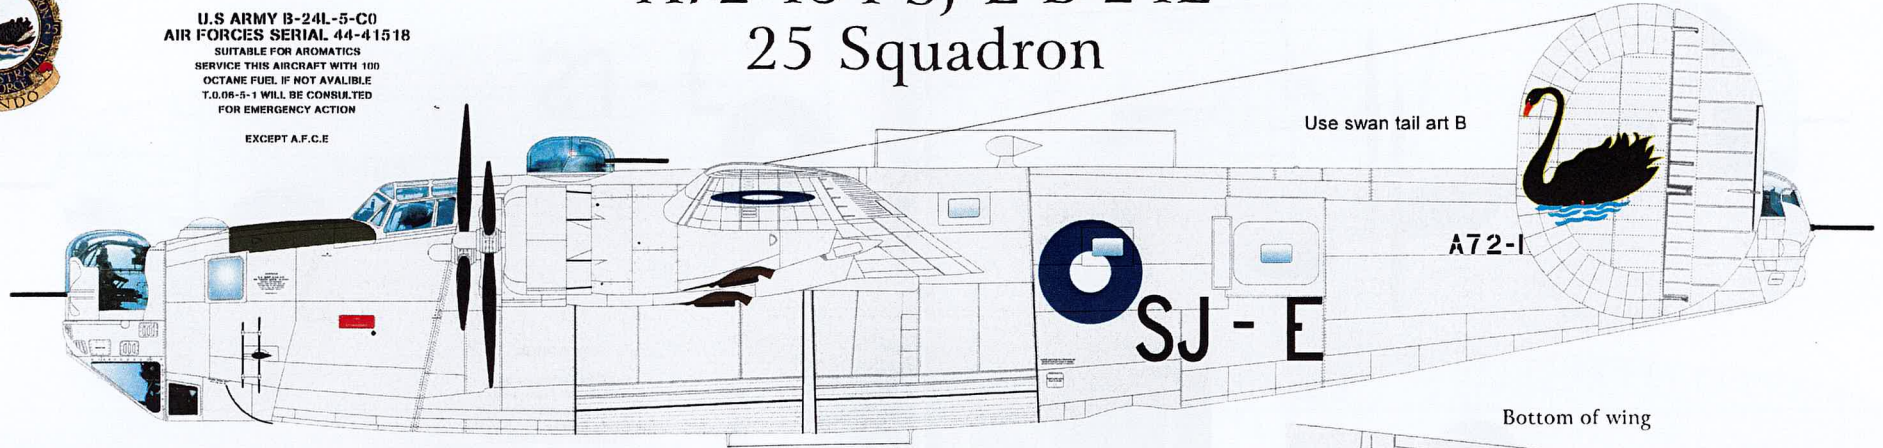 U.S ARMY B-24L-5-C0
AIR FORCES SERIAL 44-41518
SUITABLE FOR AROMATICS
SERVICE THIS AIRCRAFT WITH 100
OCTANE FUEL IF NOT AVALIBLE
T.0.06-5-1 WILL BE CONSULTED
FOR EMERGENCY ACTION
EXCEPT A.F.C.E
25 Squadron
Use swan tail art B
A72-1
SJ - E
Bottom of wing